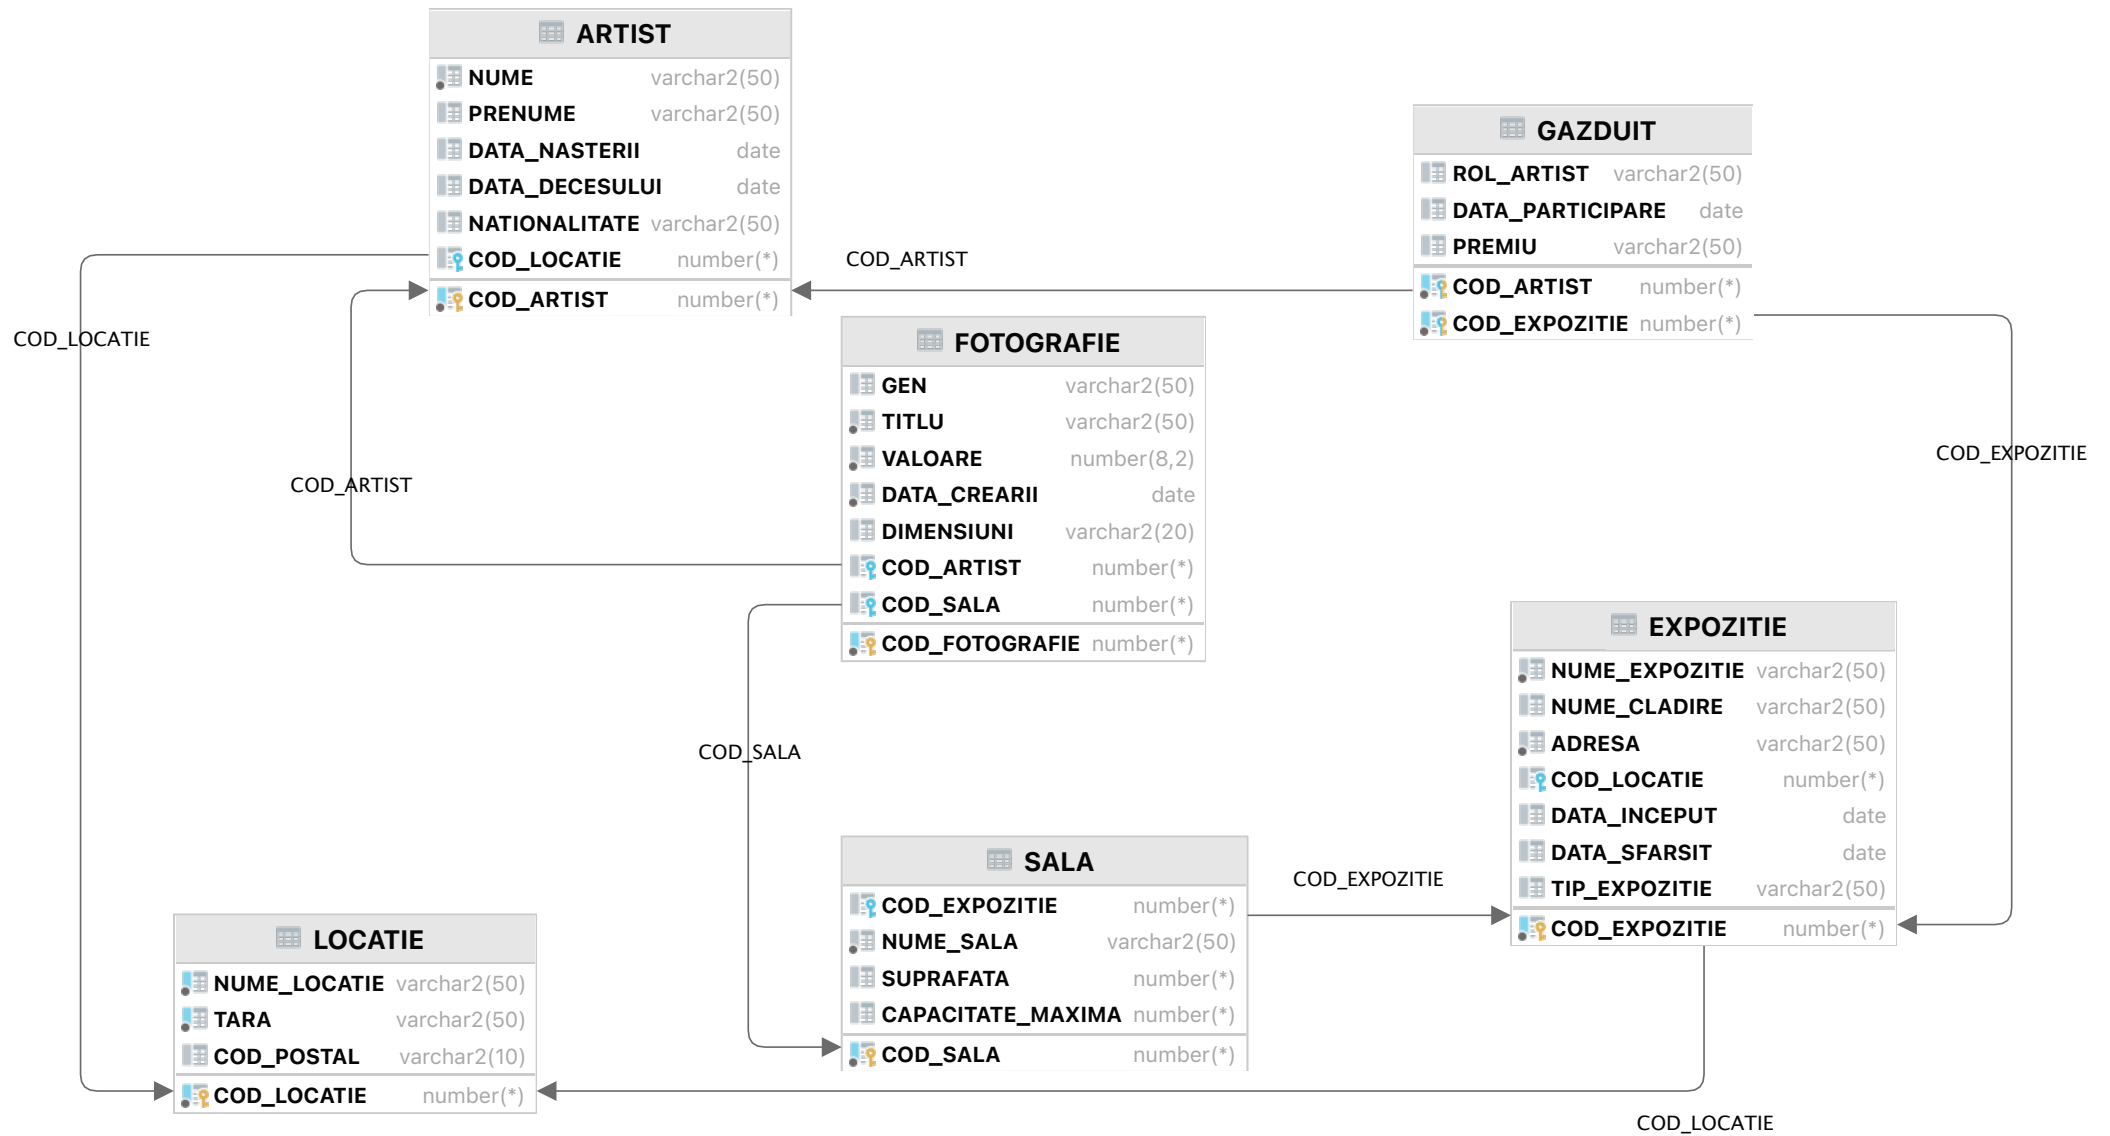 ARTIST
NUME varchar2(50)
PRENUME varchar2(50)
DATA_NASTERII date
DATA_DECESULUI date
NATIONALITATE varchar2(50)
COD_LOCATIE number(*)
COD_ARTIST number(*)
GAZDUIT
ROL_ARTIST varchar2(50)
DATA_PARTICIPARE date
PREMIU varchar2(50)
COD_ARTIST number(*)
COD_EXPOZITIE number(*)
COD_ARTIST
COD_LOCATIE
FOTOGRAFIE
GEN varchar2(50)
TITLU varchar2(50)
VALOARE number(8,2)
DATA_CREARII date
DIMENSIUNI varchar2(20)
COD_ARTIST number(*)
COD_SALA number(*)
COD_FOTOGRAFIE number(*)
COD_EXPOZITIE
COD_ARTIST
EXPOZITIE
NUME_EXPOZITIE varchar2(50)
NUME_CLADIRE varchar2(50)
ADRESA varchar2(50)
COD_LOCATIE number(*)
DATA_INCEPUT date
DATA_SFARSIT date
TIP_EXPOZITIE varchar2(50)
COD_EXPOZITIE number(*)
COD_SALA
SALA
COD_EXPOZITIE number(*)
NUME_SALA varchar2(50)
SUPRAFATA number(*)
CAPACITATE_MAXIMA number(*)
COD_SALA number(*)
COD_EXPOZITIE
LOCATIE
NUME_LOCATIE varchar2(50)
TARA varchar2(50)
COD_POSTAL varchar2(10)
COD_LOCATIE number(*)
COD_LOCATIE